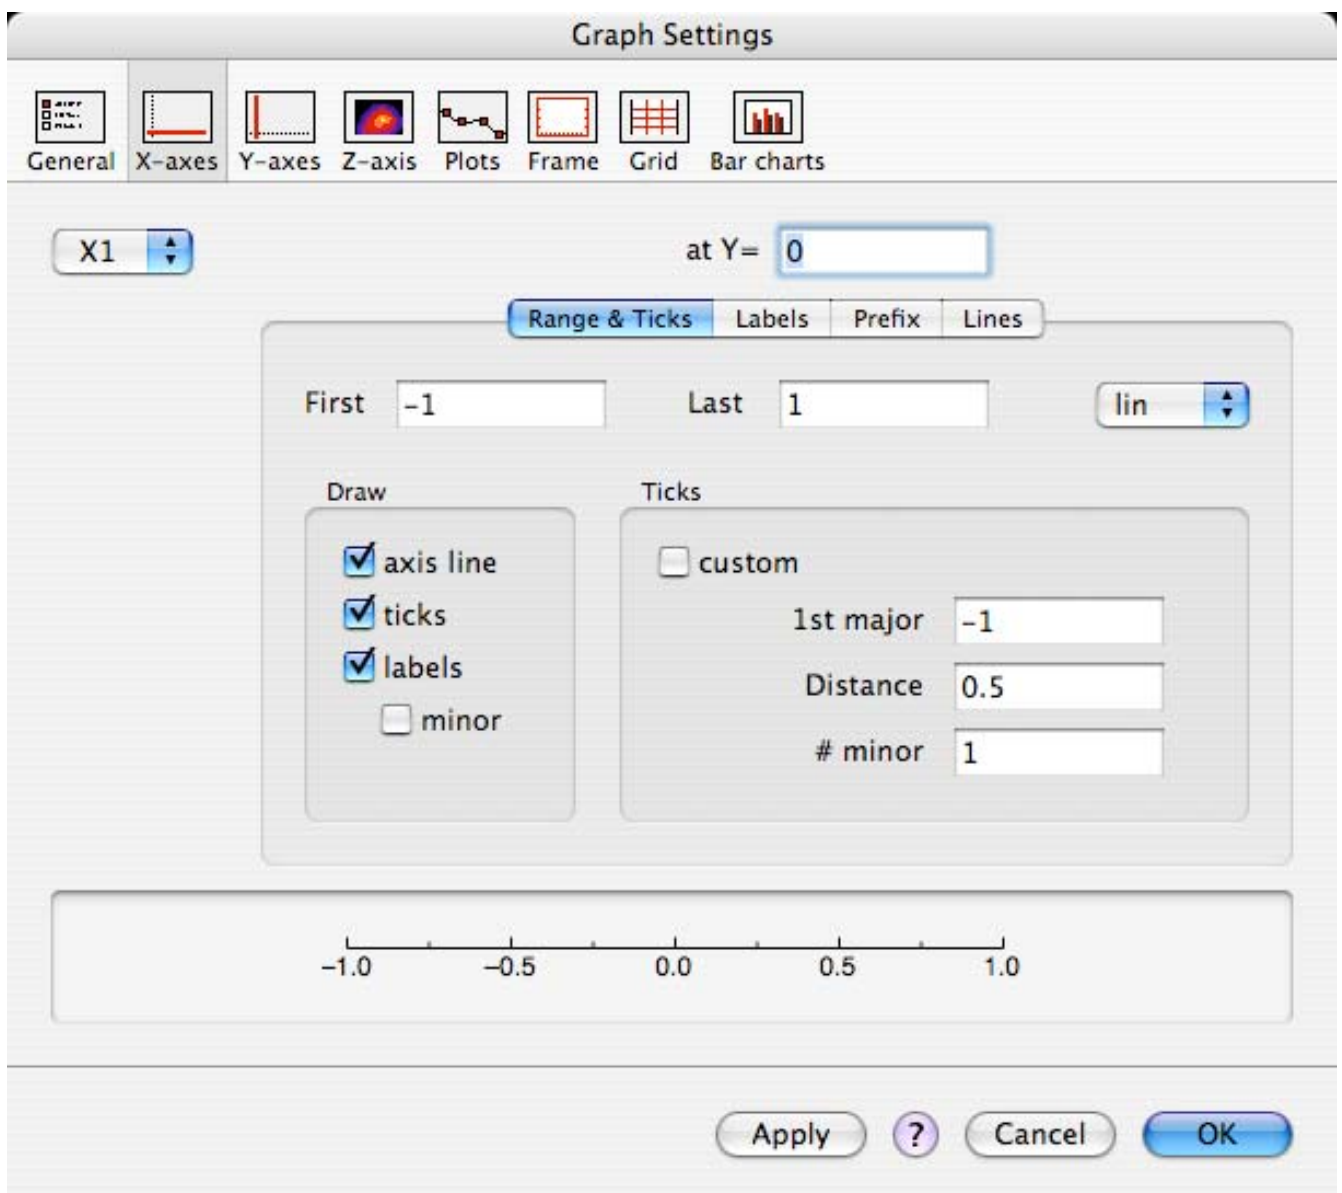 Graph Settings
General X-axes Y-axes Z-axis Plots Frame Grid Bar charts
X1 at Y= 0
Range & Ticks Labels Prefix Lines
First -1 Last 1 lin
Draw Ticks
axis line custom
ticks 1st major -1
labels Distance 0.5
minor # minor 1
-1.0 -0.5 0.0 0.5 1.0
Apply ? Cancel OK